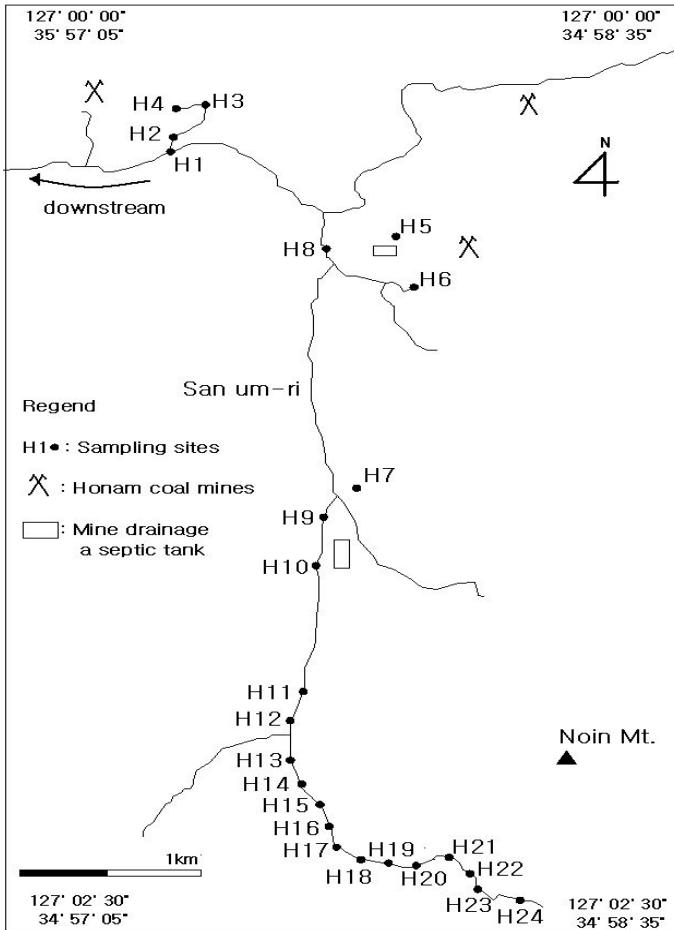 127' 00' 00"
35' 57' 05"
127' 00' 00"
34' 58' 35"
H4
H3
H2
H1
N
downstream
H5
H8
H6
San um-ri
Regend
H1 : Sampling sites
: Honam coal mines
: Mine drainage
a septic tank
H7
H9
H10
H11
H12
H13
H14
H15
H16
H17
H18
H19
H20
H21
H22
H23
H24
Noin Mt.
1km
127' 02' 30"
34' 57' 05"
127' 02' 30"
34' 58' 35"